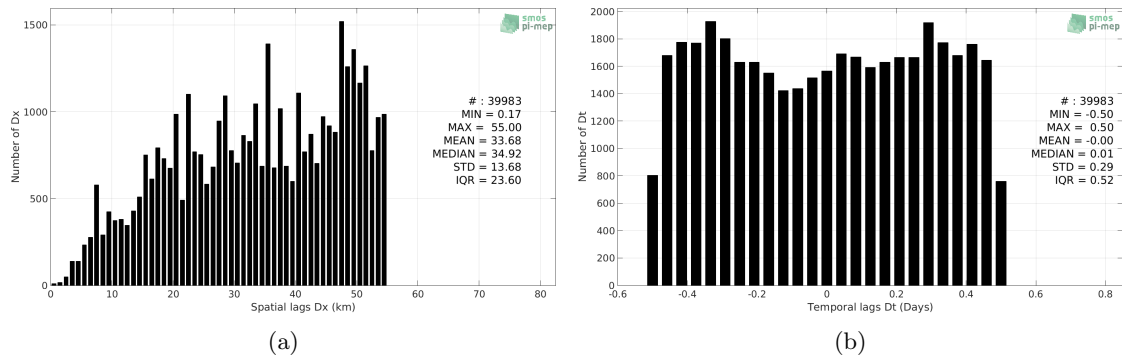 1500
1000
500
0
0
10
20
30
40
50
60
70
80
Number of Dx
Spatial lags Dx (km)
smos
pi-mep
# : 39983
MIN = 0.17
MAX = 55.00
MEAN = 33.68
MEDIAN = 34.92
STD = 13.68
IQR = 23.60
(a)
2000
1800
1600
1400
1200
1000
800
600
400
200
0
-0.6
-0.4
-0.2
0
0.2
0.4
0.6
0.8
Number of Dt
Temporal lags Dt (Days)
smos
pi-mep
# : 39983
MIN = -0.50
MAX = 0.50
MEAN = -0.00
MEDIAN = 0.01
STD = 0.29
IQR = 0.52
(b)